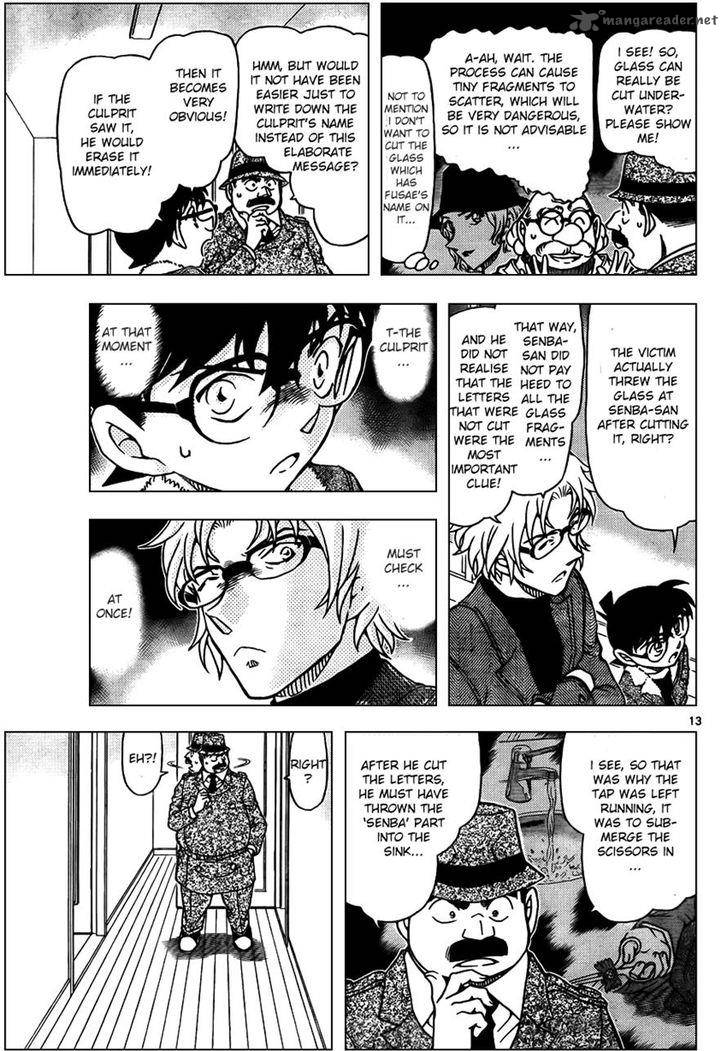 mangareader.net
I SEE! SO,
GLASS CAN
REALLY BE
CUT UNDER-
WATER?
PLEASE SHOW
ME!
A-AH, WAIT. THE
PROCESS CAN CAUSE
TINY FRAGMENTS TO
SCATTER, WHICH WILL
BE VERY DANGEROUS,
SO IT IS NOT ADVISABLE
...
NOT TO
MENTION
I DON'T
WANT TO
CUT THE
GLASS
WHICH
HAS
FUSAE'S
NAME ON
IT...
HMM, BUT WOULD
IT NOT HAVE BEEN
EASIER JUST TO
WRITE DOWN THE
CULPRIT'S NAME
INSTEAD OF THIS
ELABORATE
MESSAGE?
THEN IT
BECOMES
VERY
OBVIOUS!
IF THE
CULPRIT
SAW IT,
HE WOULD
ERASE IT
IMMEDIATELY!
THE VICTIM
ACTUALLY
THREW THE
GLASS AT
SENBA-SAN
AFTER CUTTING
IT, RIGHT?
THAT WAY,
SENBA-
SAN DID
NOT PAY
HEED TO
ALL THE
GLASS
FRAG-
MENTS
...
AND HE
DID NOT
REALISE
THAT THE
LETTERS
THAT WERE
NOT CUT
WERE THE
MOST
IMPORTANT
CLUE!
T-THE
CULPRIT
...
AT THAT
MOMENT
...
MUST
CHECK
...
AT
ONCE!
13
I SEE, SO THAT
WAS WHY THE
TAP WAS LEFT
RUNNING,
IT WAS TO SUB-
MERGE THE
SCISSORS IN
...
AFTER HE CUT
THE LETTERS,
HE MUST HAVE
THROWN THE
'SENBA' PART
INTO THE
SINK...
RIGHT
?
EH?!